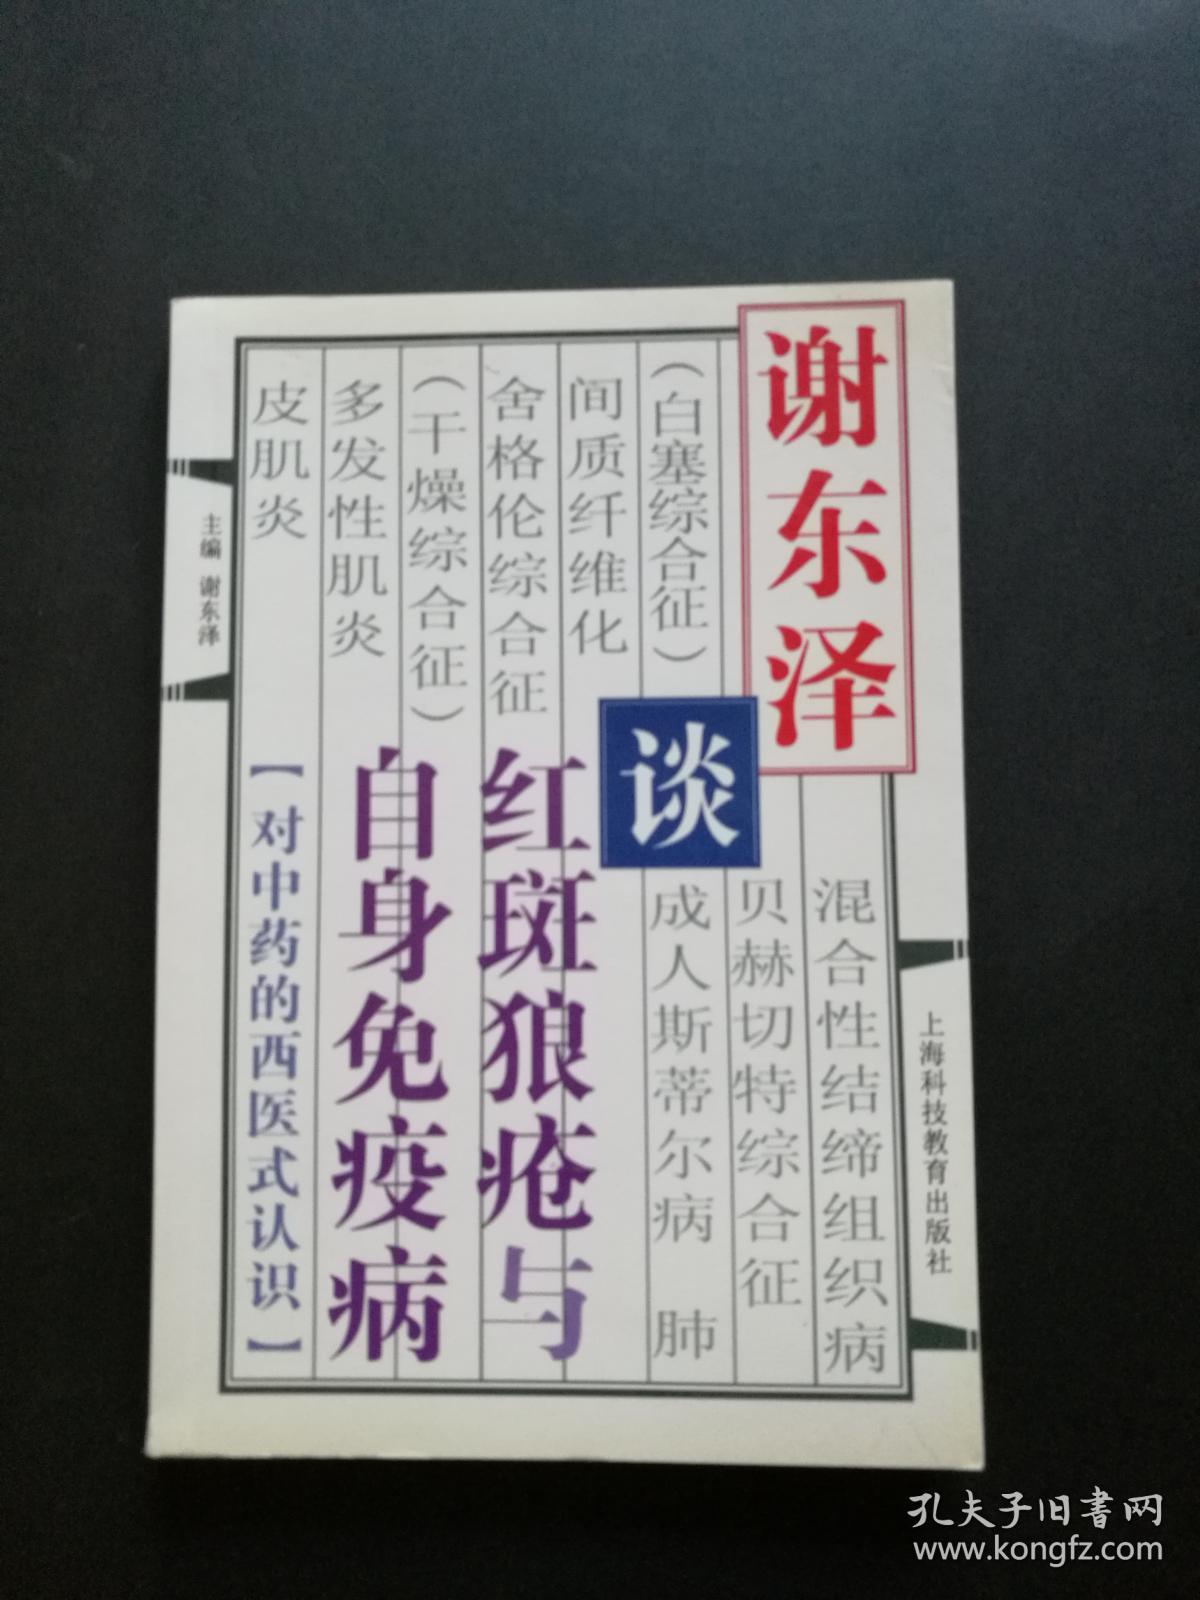 谢东泽
谈
红斑狼疮与
自身免疫病
【对中药的西医式认识】
混合性结缔组织病
贝赫切特综合征
（白塞综合征）
成人斯蒂尔病 肺
间质纤维化
舍格伦综合征
（干燥综合征）
多发性肌炎
皮肌炎
主编 谢东泽
上海科技教育出版社
孔夫子旧书网
www.kongfz.com